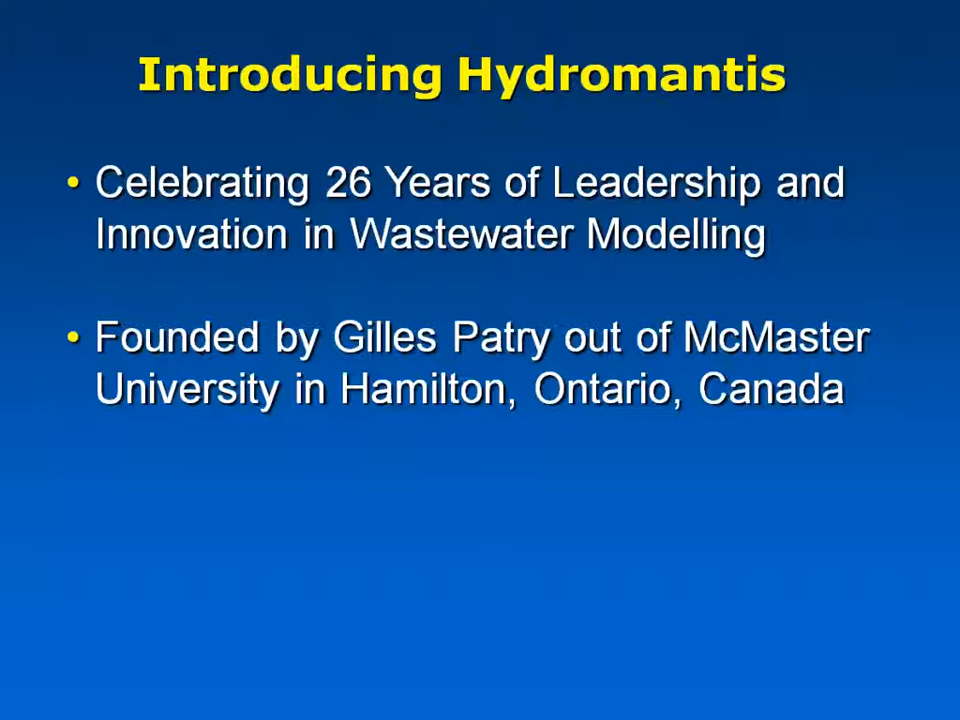 Introducing Hydromantis
• Celebrating 26 Years of Leadership and
Innovation in Wastewater Modelling
• Founded by Gilles Patry out of McMaster
University in Hamilton, Ontario, Canada